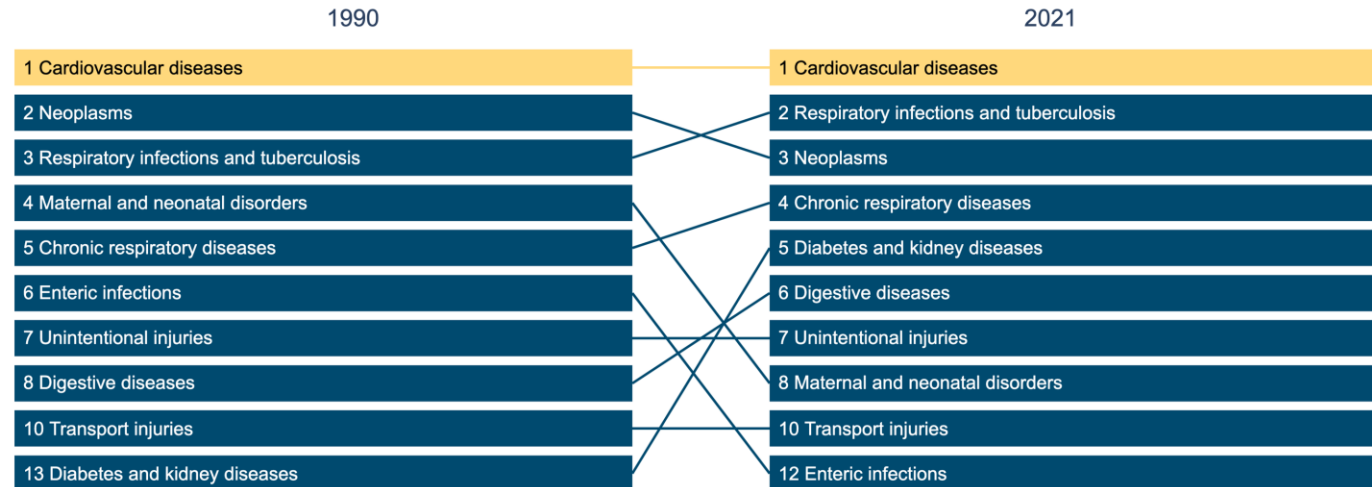 1990
1 Cardiovascular diseases
2 Neoplasms
3 Respiratory infections and tuberculosis
4 Maternal and neonatal disorders
5 Chronic respiratory diseases
6 Enteric infections
7 Unintentional injuries
8 Digestive diseases
10 Transport injuries
13 Diabetes and kidney diseases
2021
1 Cardiovascular diseases
2 Respiratory infections and tuberculosis
3 Neoplasms
4 Chronic respiratory diseases
5 Diabetes and kidney diseases
6 Digestive diseases
7 Unintentional injuries
8 Maternal and neonatal disorders
10 Transport injuries
12 Enteric infections